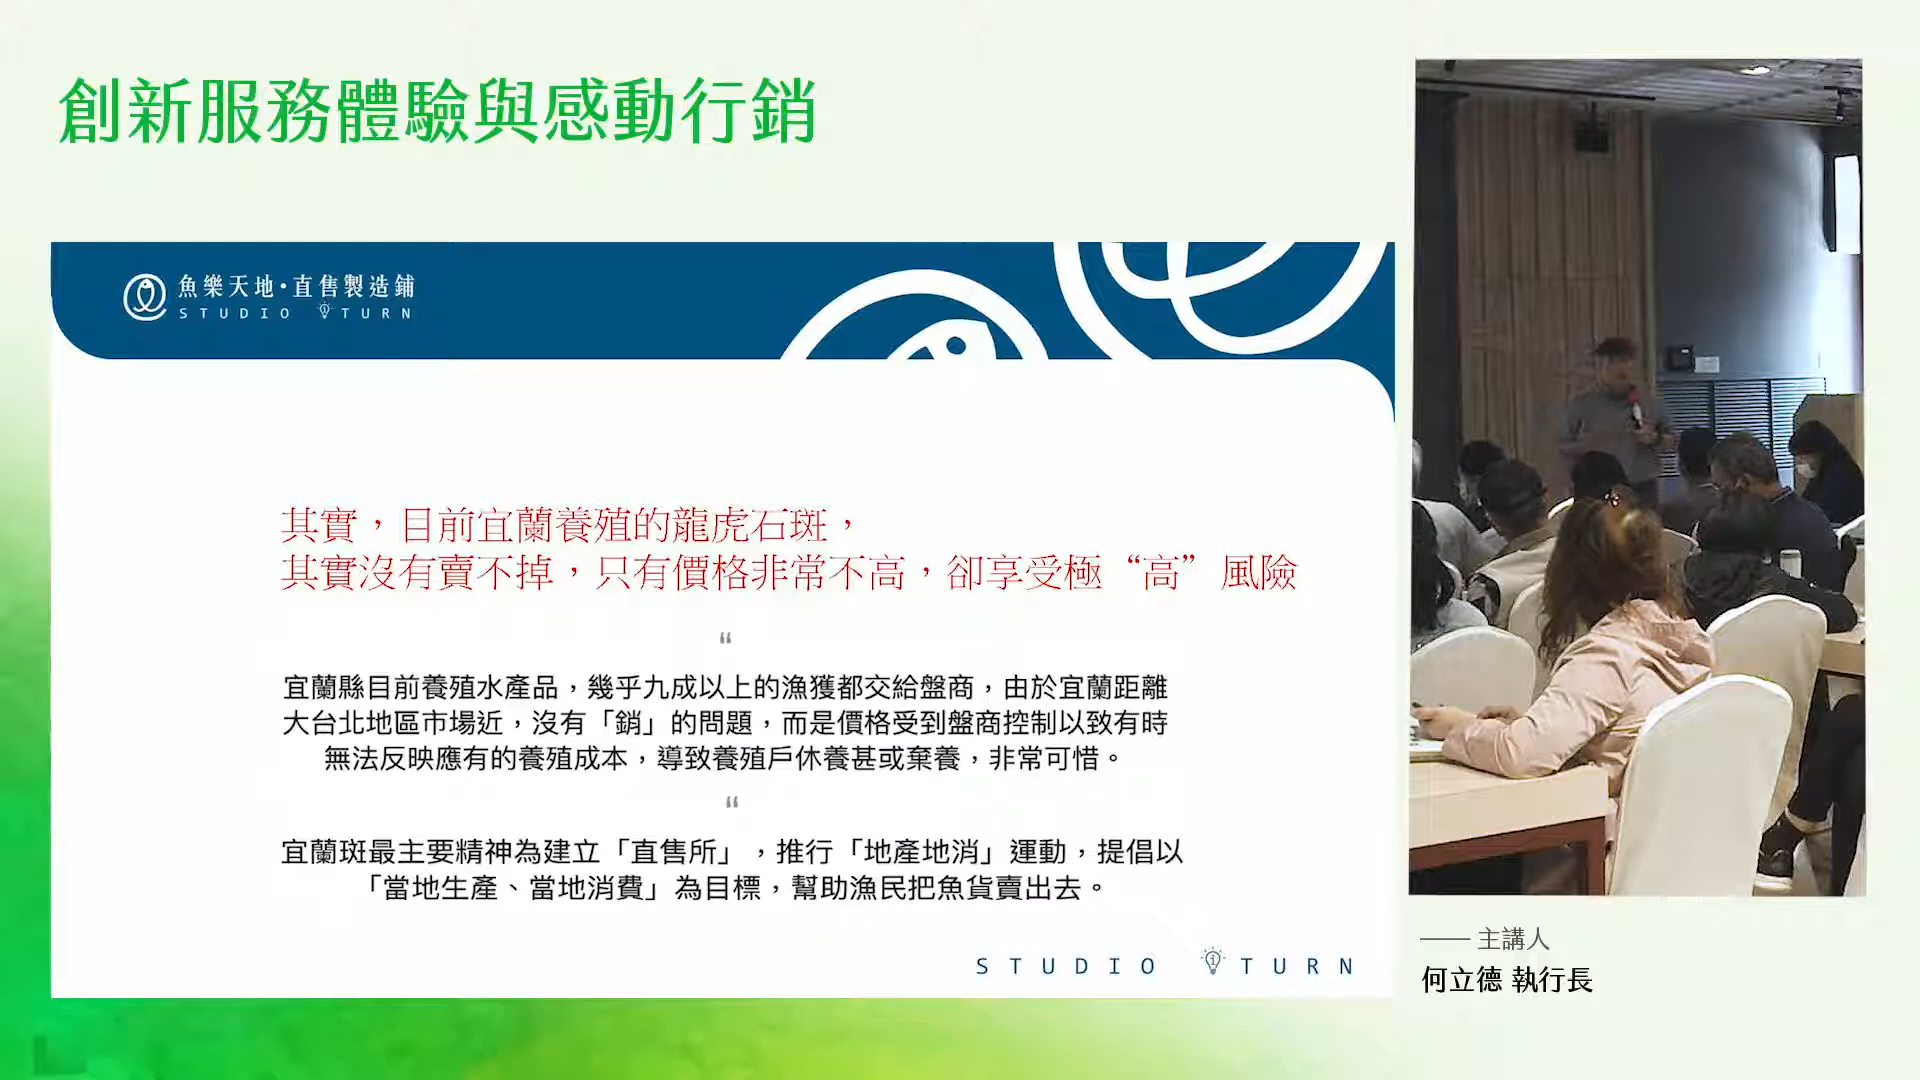 創新服務體驗與感動行銷
魚樂天地•直售製造鋪
STUDIO TURN
其實，目前宜蘭養殖的龍虎石斑，
其實沒有賣不掉，只有價格非常不高，卻享受極“高”風險
“
宜蘭縣目前養殖水產品，幾乎九成以上的漁獲都交給盤商，由於宜蘭距離
大台北地區市場近，沒有「銷」的問題，而是價格受到盤商控制以致有時
無法反映應有的養殖成本，導致養殖戶休養甚或棄養，非常可惜。
“
宜蘭斑最主要精神為建立「直售所」，推行「地產地消」運動，提倡以
「當地生產、當地消費」為目標，幫助漁民把魚貨賣出去。
STUDIO iTURN
—— 主講人
何立德 執行長